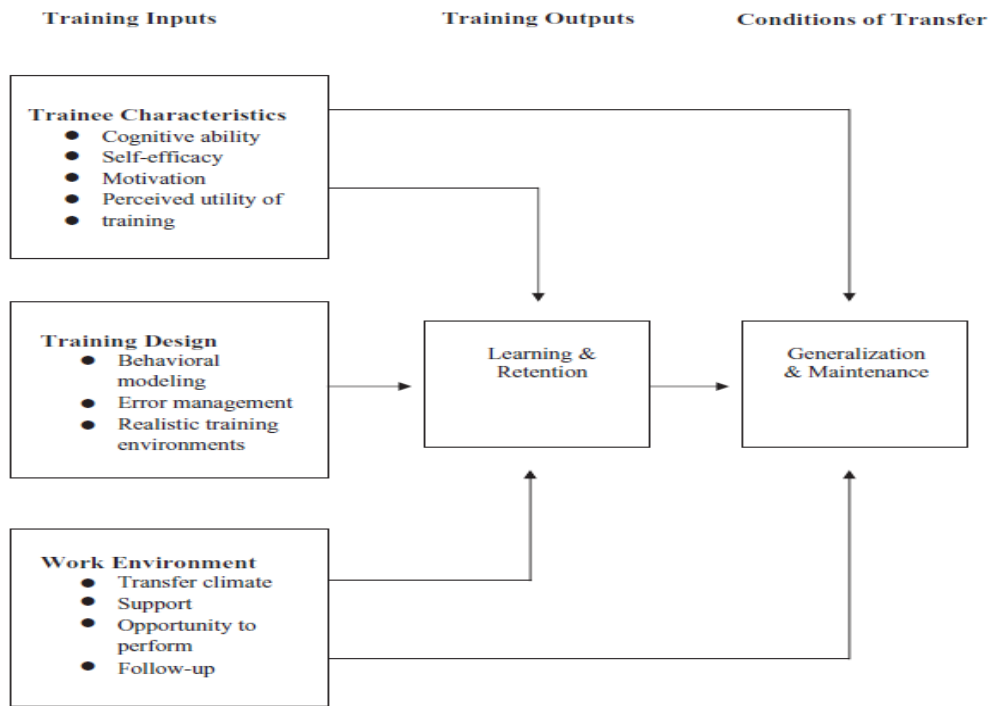 Training Inputs
Training Outputs
Conditions of Transfer
Trainee Characteristics
● Cognitive ability
● Self-efficacy
● Motivation
● Perceived utility of
● training
Training Design
● Behavioral
modeling
● Error management
● Realistic training
environments
Work Environment
● Transfer climate
● Support
● Opportunity to
perform
● Follow-up
Learning &
Retention
Generalization
& Maintenance